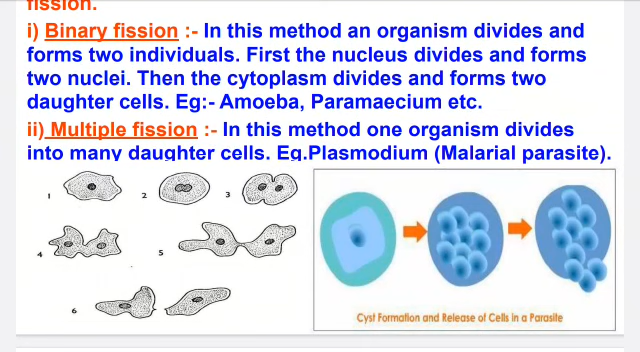 fission.
i) Binary fission :- In this method an organism divides and
forms two individuals. First the nucleus divides and forms
two nuclei. Then the cytoplasm divides and forms two
daughter cells. Eg:- Amoeba, Paramaecium etc.
ii) Multiple fission :- In this method one organism divides
into many daughter cells. Eg.Plasmodium (Malarial parasite).
1
2
3
4
5
6
Cyst Formation and Release of Cells in a Parasite